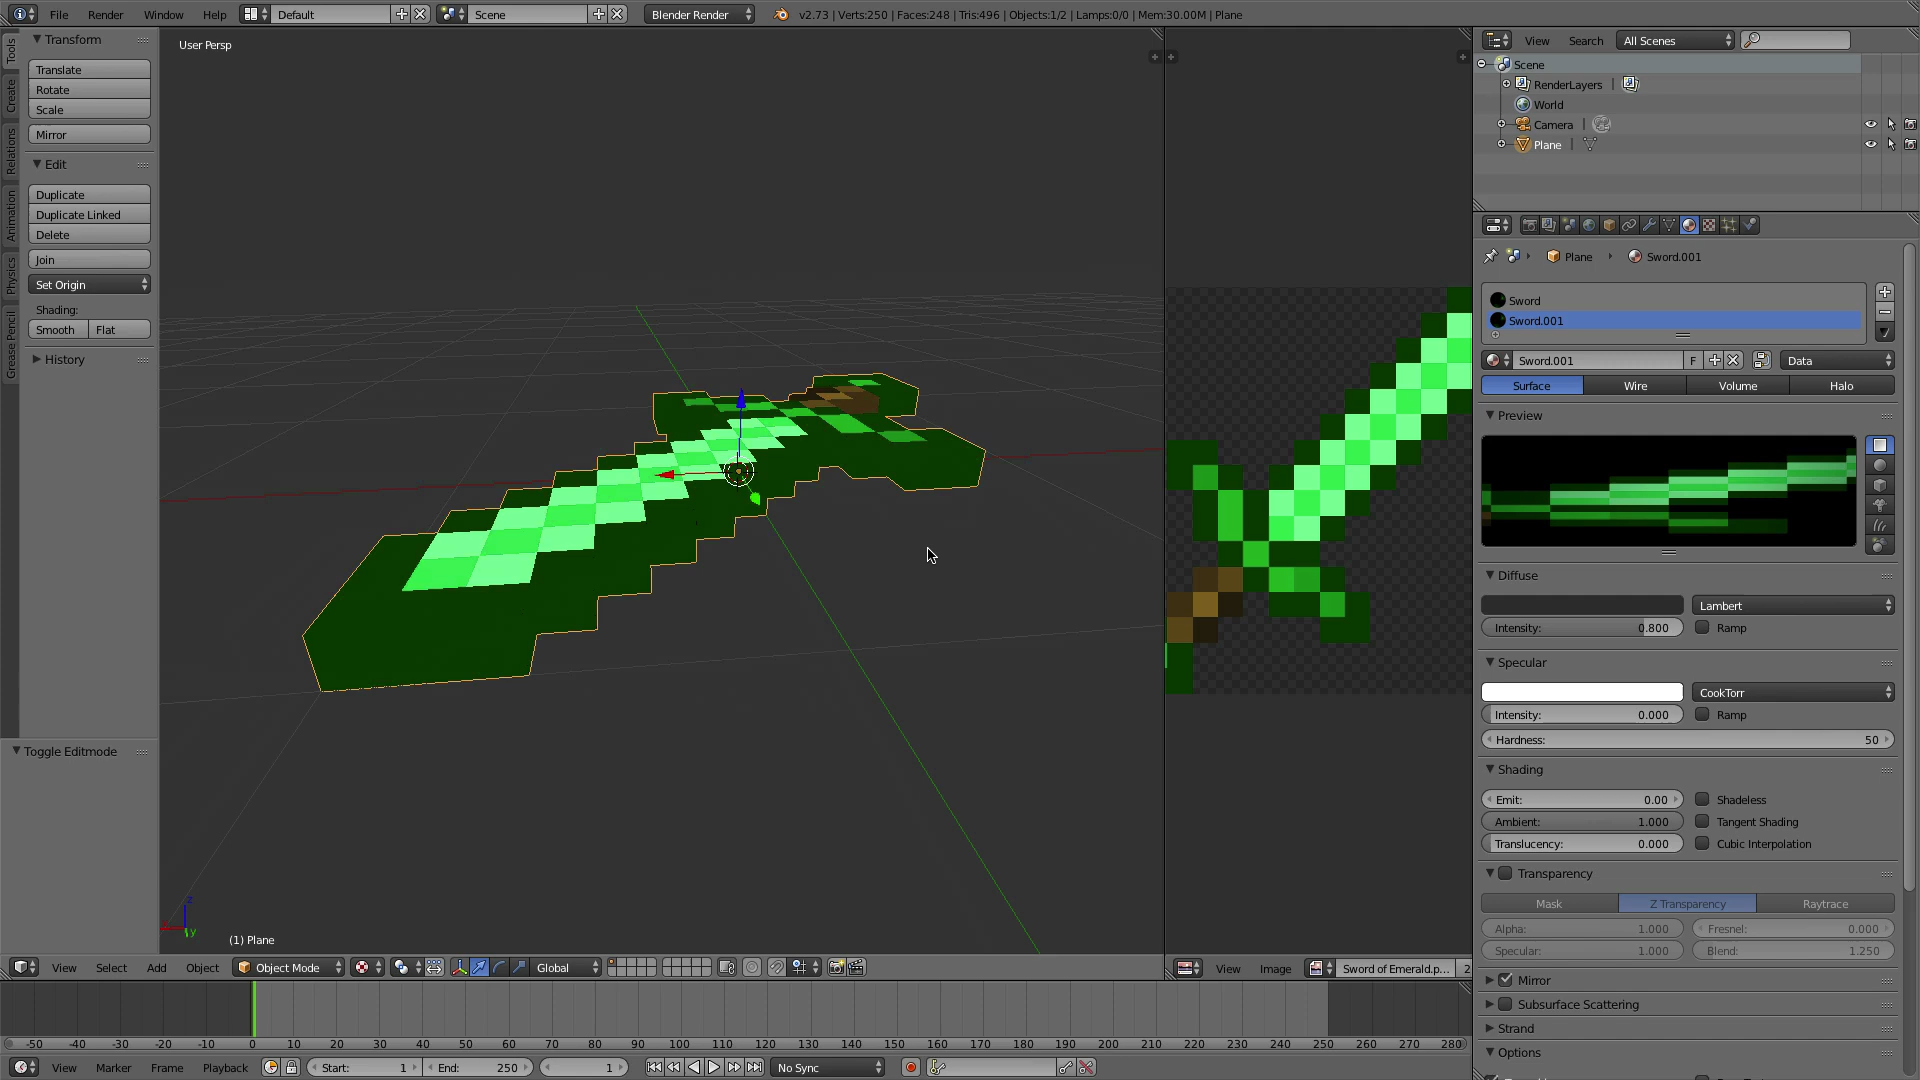 File Render Window Help Default Scene Blender Render v2.73 | Verts:250 | Faces:248 | Tris:496 | Objects:1/2 | Lamps:0/0 | Mem:30.00M | Plane
Tools
Create
Relations
Animation
Physics
Grease Pencil
Transform
Translate
Rotate
Scale
Mirror
Edit
Duplicate
Duplicate Linked
Delete
Join
Set Origin
Shading:
Smooth Flat
History
Toggle Editmode
User Persp
z
y
(1) Plane
View Select Add Object Object Mode Global
View Image Sword of Emerald.p... 2
View Search All Scenes
Scene
RenderLayers |
World
Camera |
Plane |
Plane Sword.001
Sword
Sword.001
Sword.001 F Data
Surface Wire Volume Halo
Preview
Diffuse
Lambert
Intensity: 0.800 Ramp
Specular
CookTorr
Intensity: 0.000 Ramp
Hardness: 50
Shading
Emit: 0.00 Shadeless
Ambient: 1.000 Tangent Shading
Translucency: 0.000 Cubic Interpolation
Transparency
Mask Z Transparency Raytrace
Alpha: 1.000 Fresnel: 0.000
Specular: 1.000 Blend: 1.250
Mirror
Subsurface Scattering
Strand
Options
-50 -40 -30 -20 -10 0 10 20 30 40 50 60 70 80 90 100 110 120 130 140 150 160 170 180 190 200 210 220 230 240 250 260 270 280
View Marker Frame Playback Start: 1 End: 250 1 No Sync